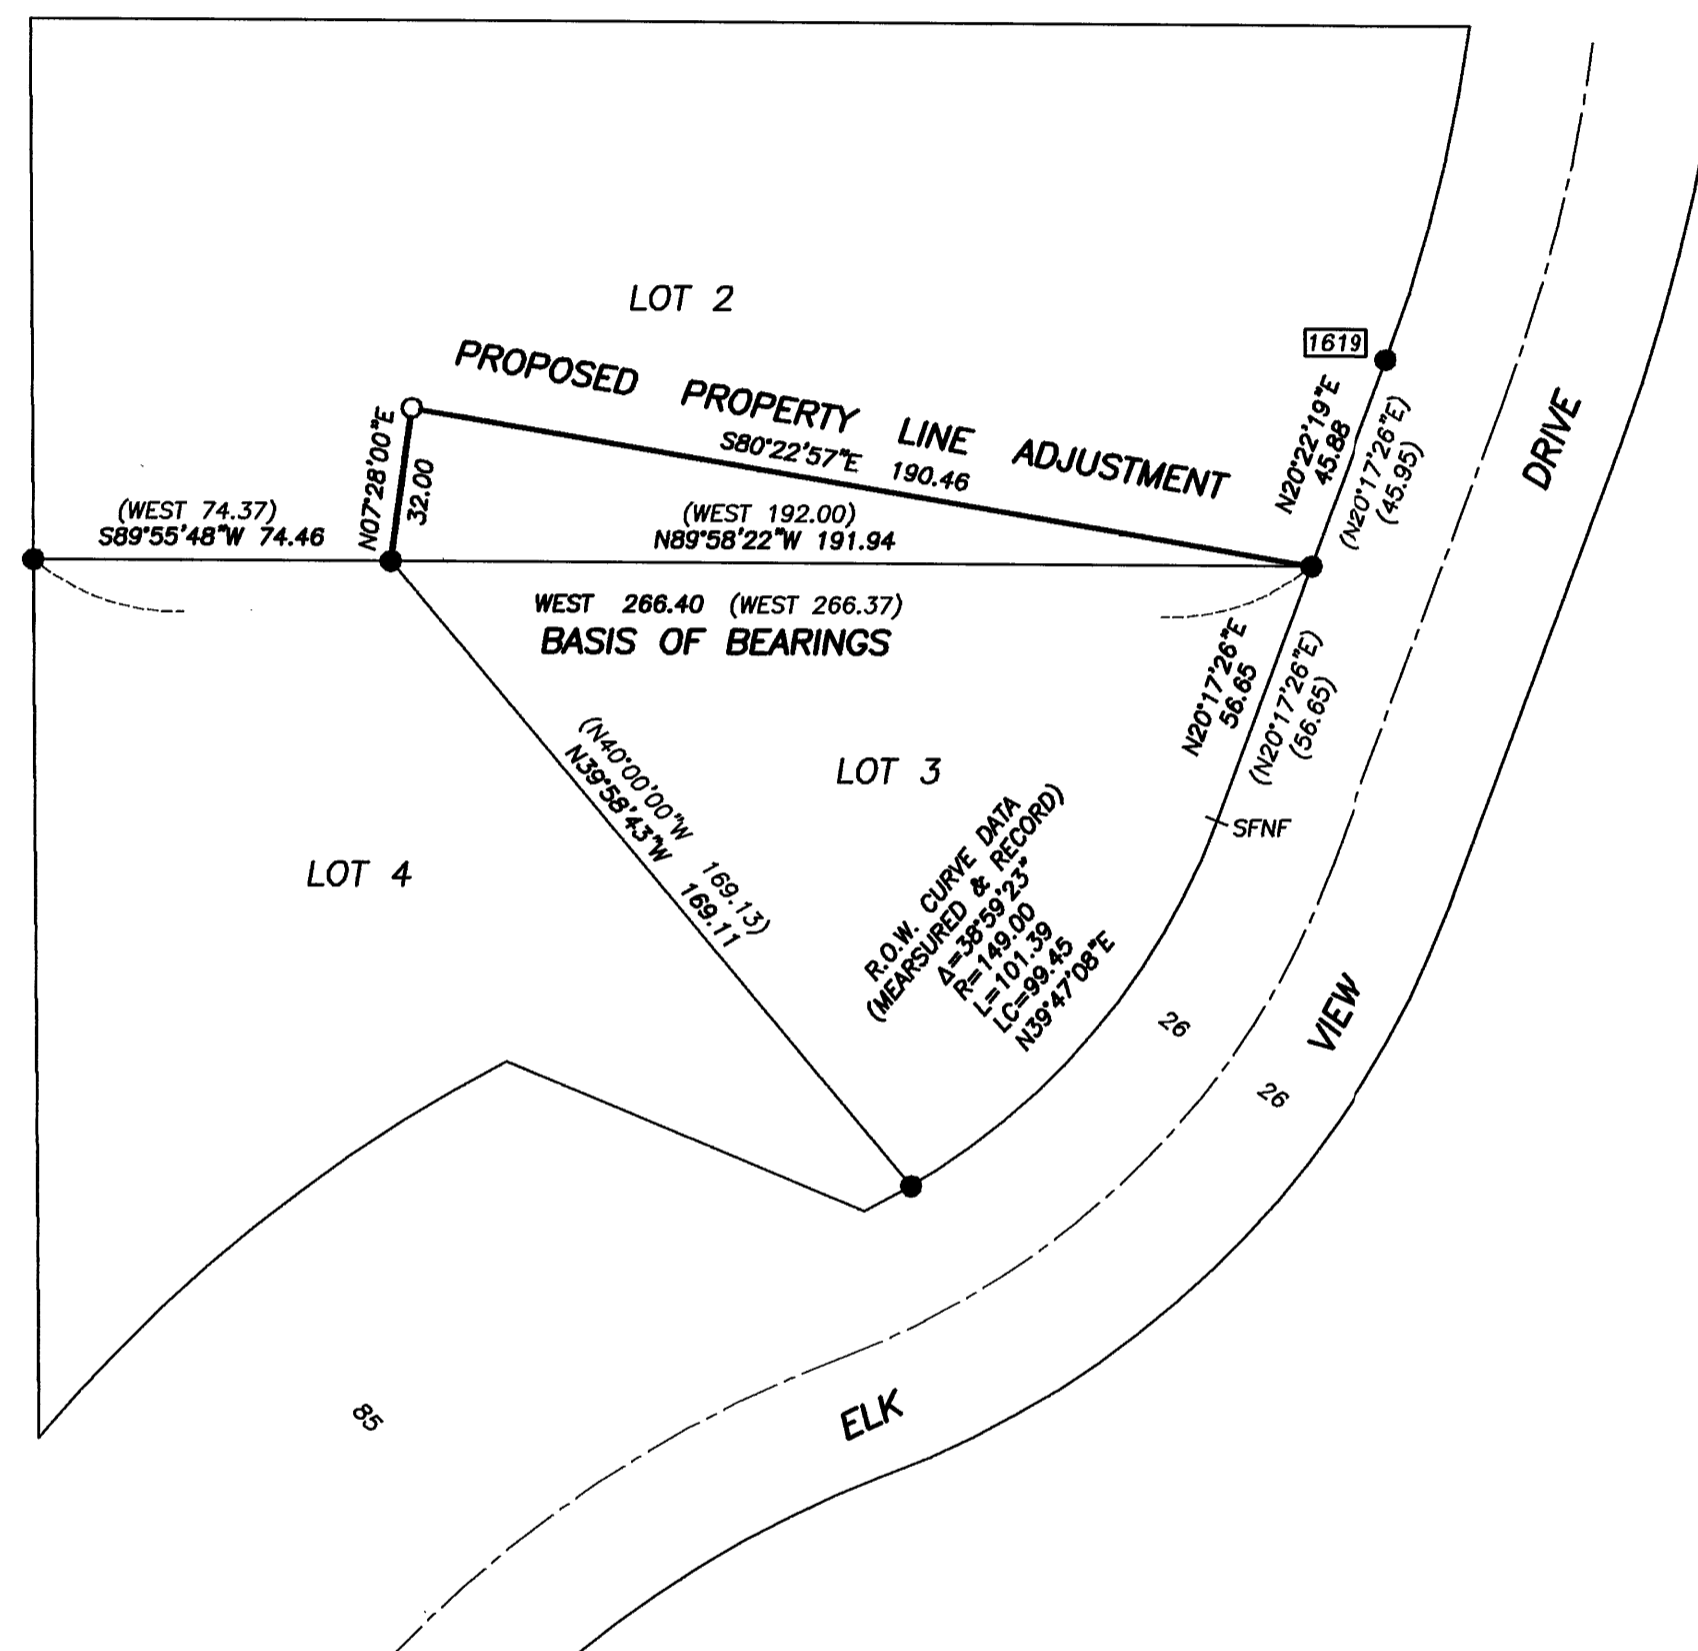 LOT 2
1619
PROPOSED PROPERTY LINE ADJUSTMENT
S80°22'57"E 190.46
N20°22'19"E
45.88
(N20°17'26"E)
(45.95)
DRIVE
N07°28'00"E
32.00
(WEST 74.37)
S89°55'48"W 74.46
(WEST 192.00)
N89°58'22"W 191.94
WEST 266.40 (WEST 266.37)
BASIS OF BEARINGS
N20°17'26"E
56.65
(N20°17'26"E)
(56.65)
(N40°00'00"W 169.13)
N39°58'43"W 169.11
LOT 3
SFNF
LOT 4
R.O.W. CURVE DATA
(MEARSURED & RECORD)
Δ=38°59'23"
R=149.00
L=101.39
LC=99.45
N39°47'08"E
26
VIEW
26
ELK
85